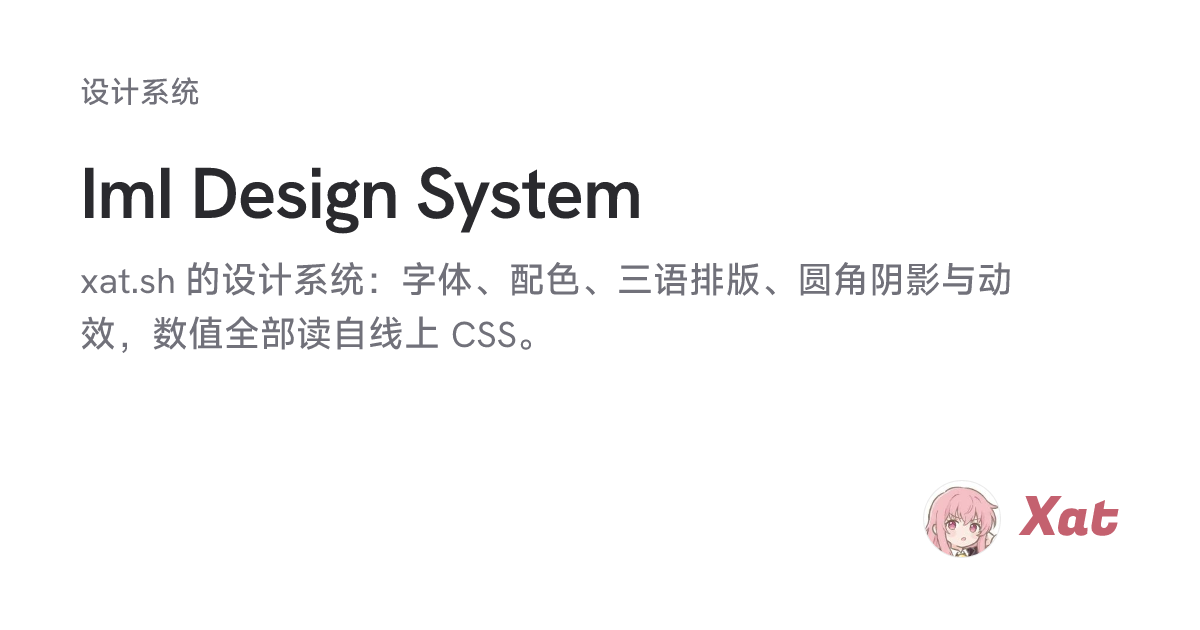 设计系统
Iml Design System
xat.sh 的设计系统：字体、配色、三语排版、圆角阴影与动
效，数值全部读自线上 CSS。
Xat